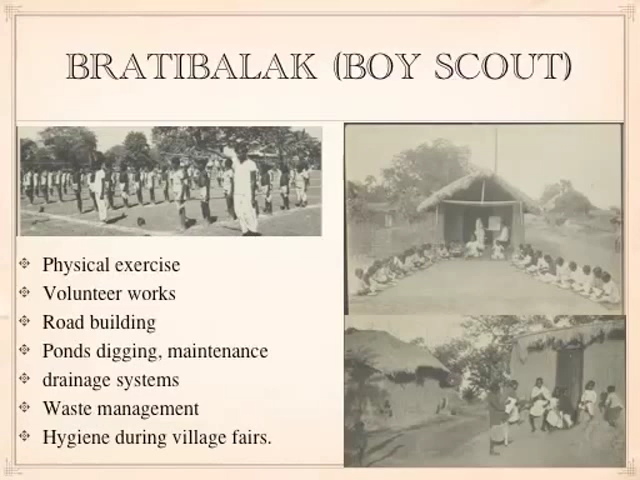 BRATIBALAK (BOY SCOUT)
Physical exercise
Volunteer works
Road building
Ponds digging, maintenance
drainage systems
Waste management
Hygiene during village fairs.